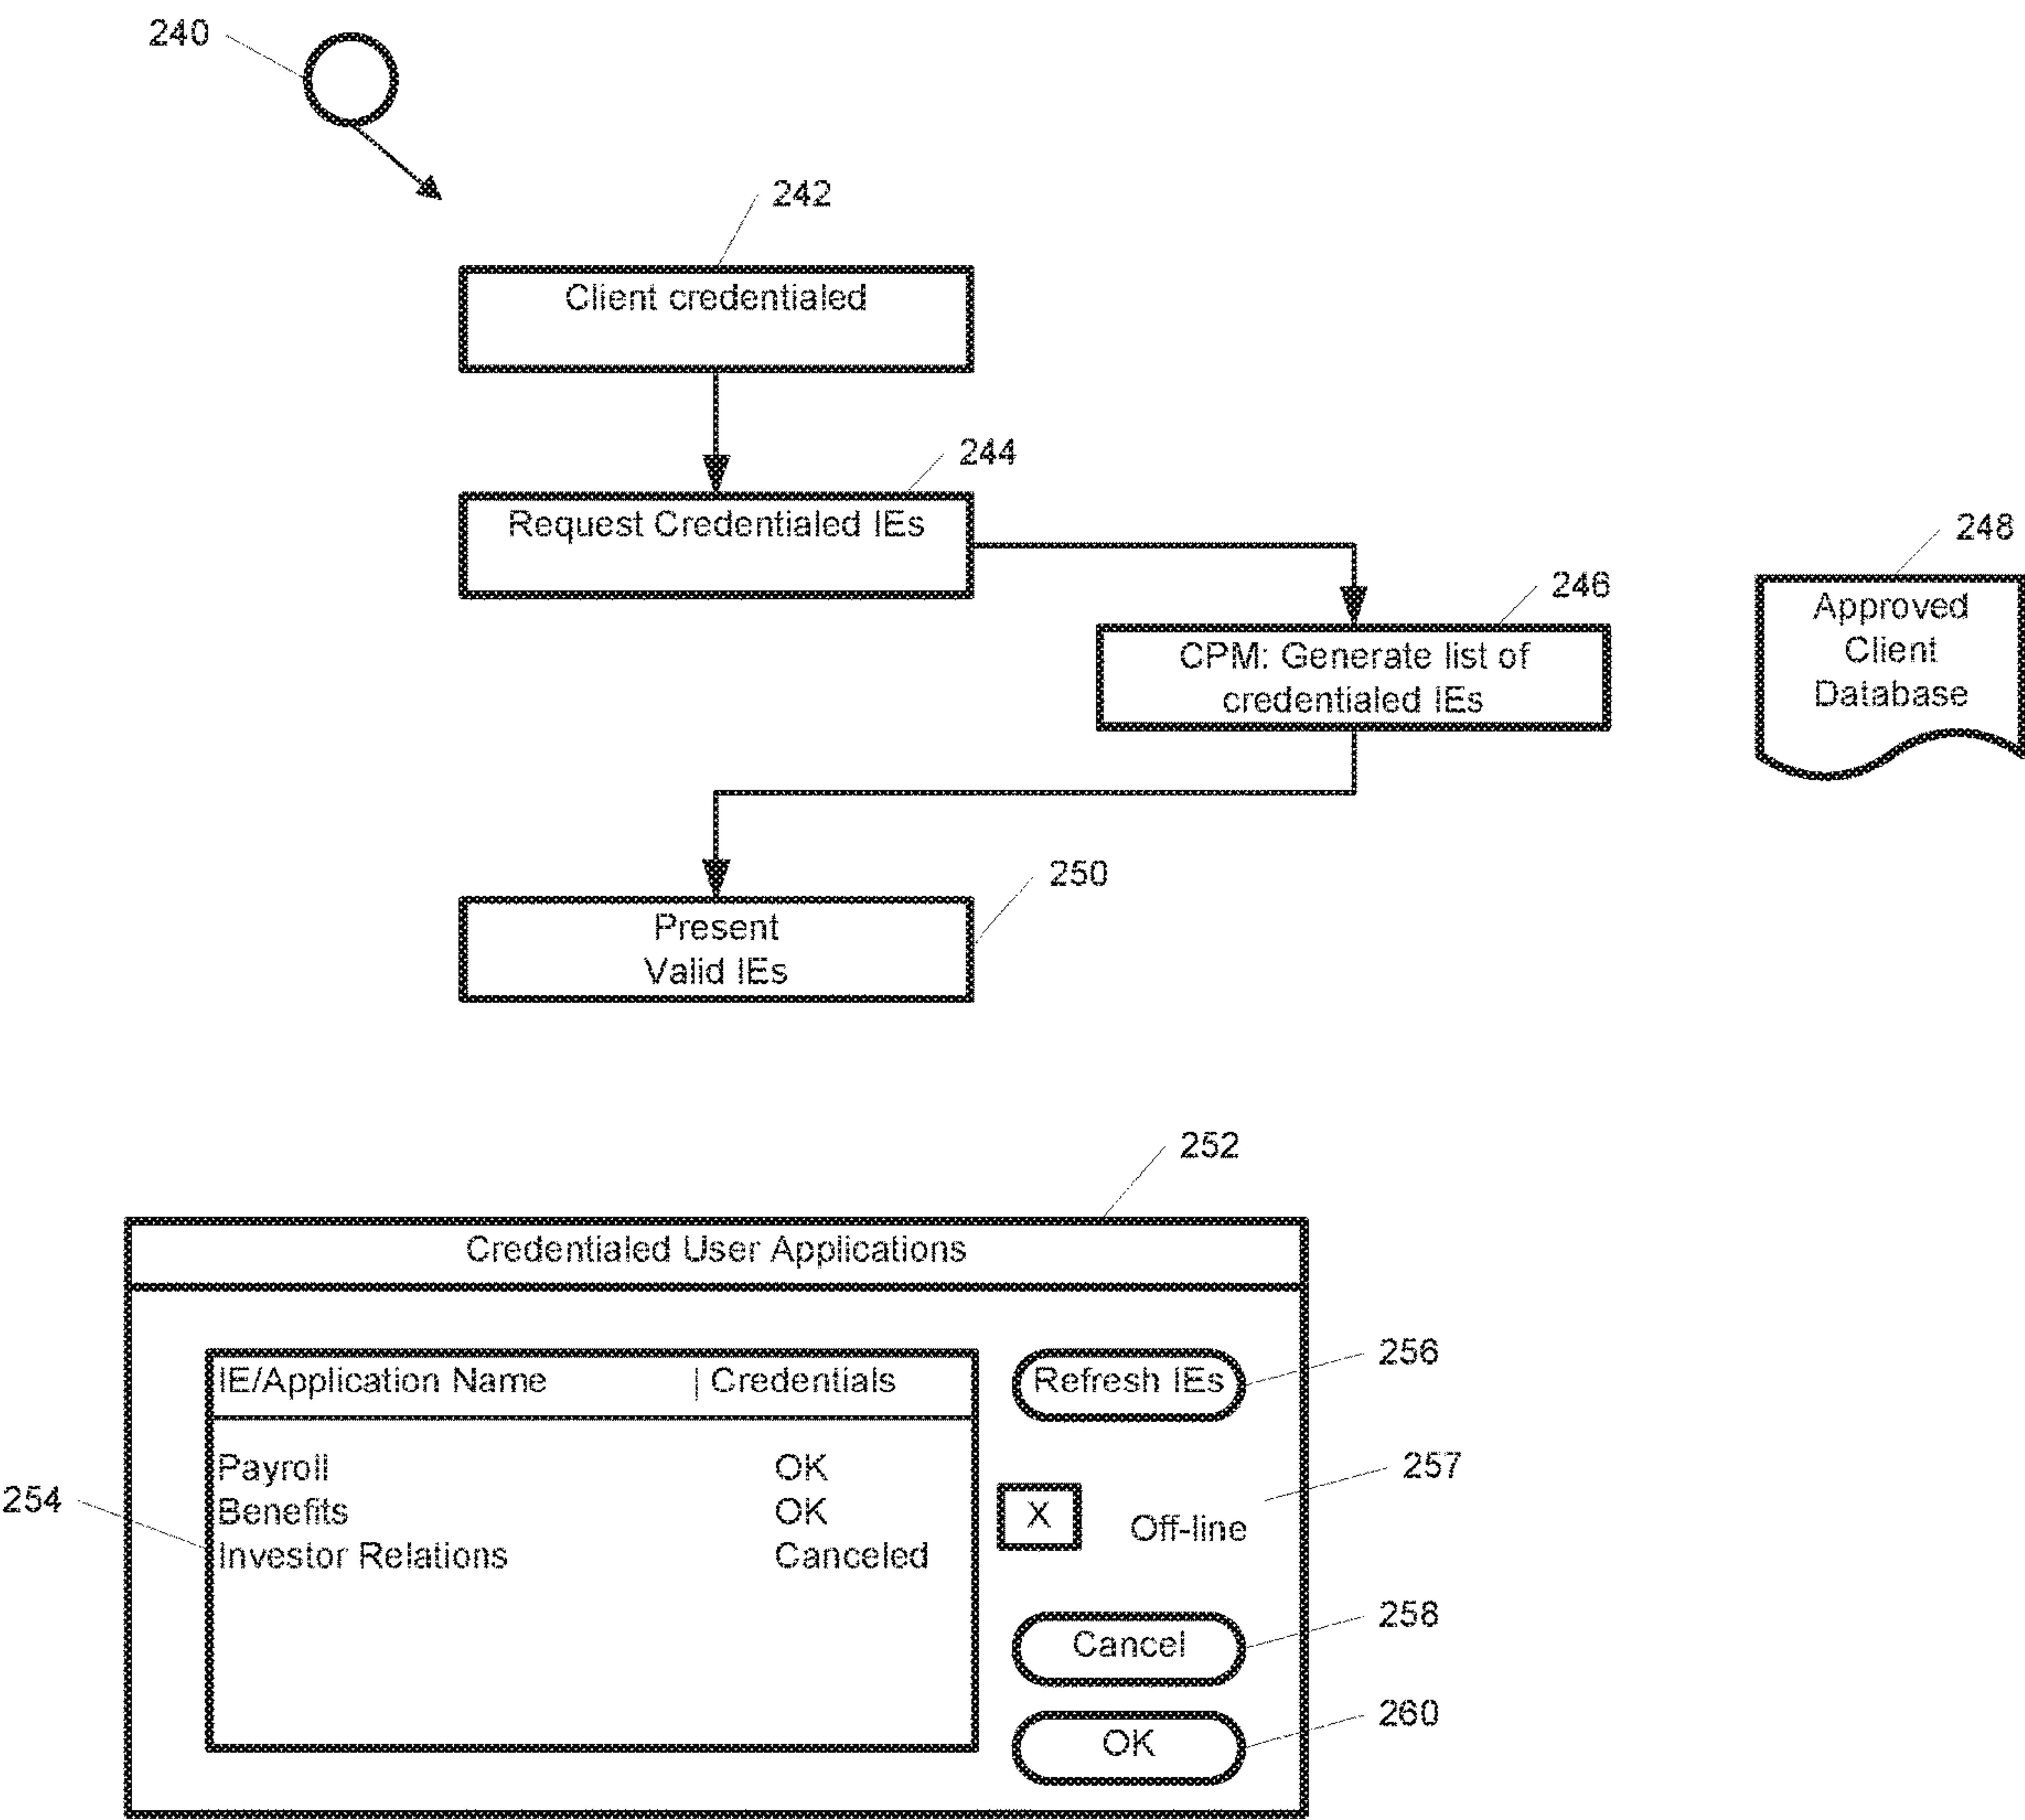 240
242
Client credentialed
244
Request Credentialed IEs
248
246
Approved
Client
Database
CPM: Generate list of
credentialed IEs
250
Present
Valid IEs
252
Credentialed User Applications
256
IE/Application Name | Credentials
Refresh IEs
257
Payroll OK
254
Benefits OK
X Off-line
Investor Relations Canceled
258
Cancel
260
OK